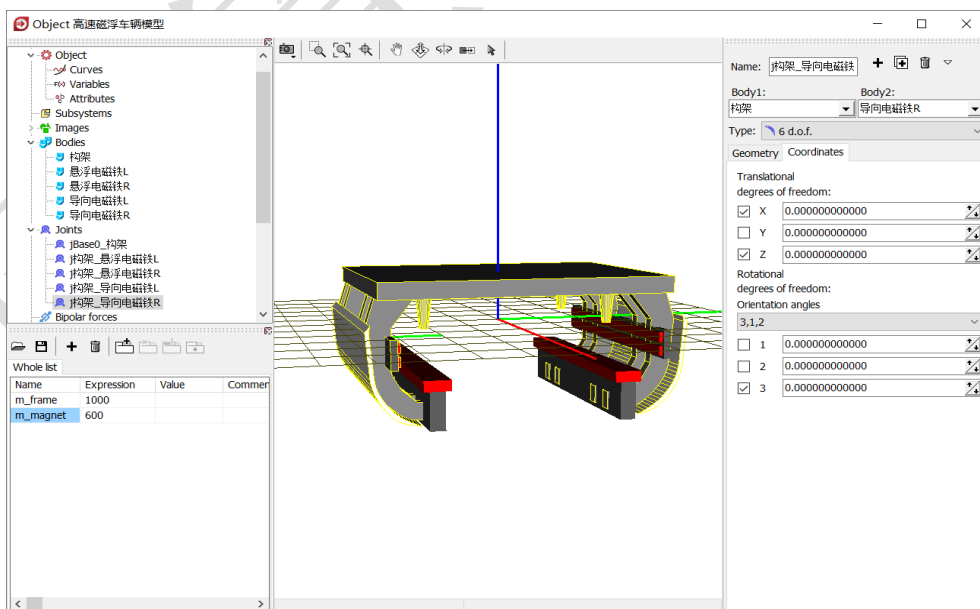 Object 高速磁浮车辆模型
Object
Curves
F(x) Variables
Attributes
Subsystems
Images
Bodies
构架
悬浮电磁铁L
悬浮电磁铁R
导向电磁铁L
导向电磁铁R
Joints
jBase0_构架
j构架_悬浮电磁铁L
j构架_悬浮电磁铁R
j构架_导向电磁铁L
j构架_导向电磁铁R
Bipolar forces
Whole list
Name Expression Value Commen
m_frame 1000
m_magnet 600
Name: j构架_导向电磁铁
Body1: Body2:
构架 导向电磁铁R
Type: 6 d.o.f.
Geometry Coordinates
Translational
degrees of freedom:
X 0.000000000000
Y 0.000000000000
Z 0.000000000000
Rotational
degrees of freedom:
Orientation angles
3,1,2
1 0.000000000000
2 0.000000000000
3 0.000000000000